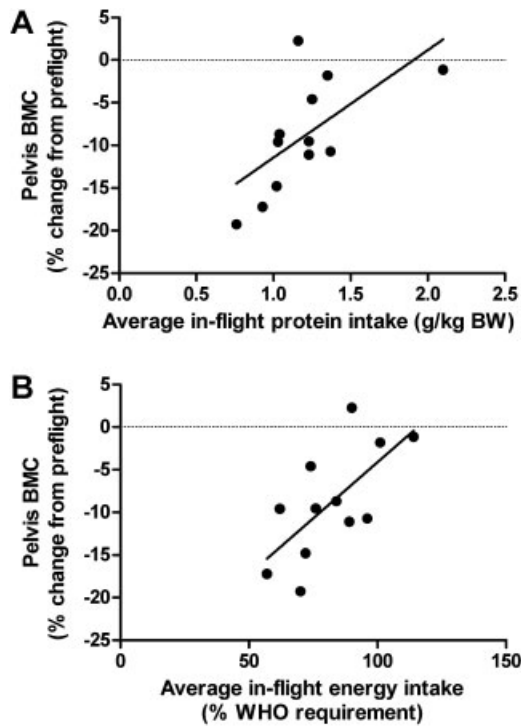 A
Pelvis BMC
(% change from preflight)
5
0
-5
-10
-15
-20
-25
0.0 0.5 1.0 1.5 2.0 2.5
Average in-flight protein intake (g/kg BW)
B
Pelvis BMC
(% change from preflight)
5
0
-5
-10
-15
-20
-25
0 50 100 150
Average in-flight energy intake
(% WHO requirement)